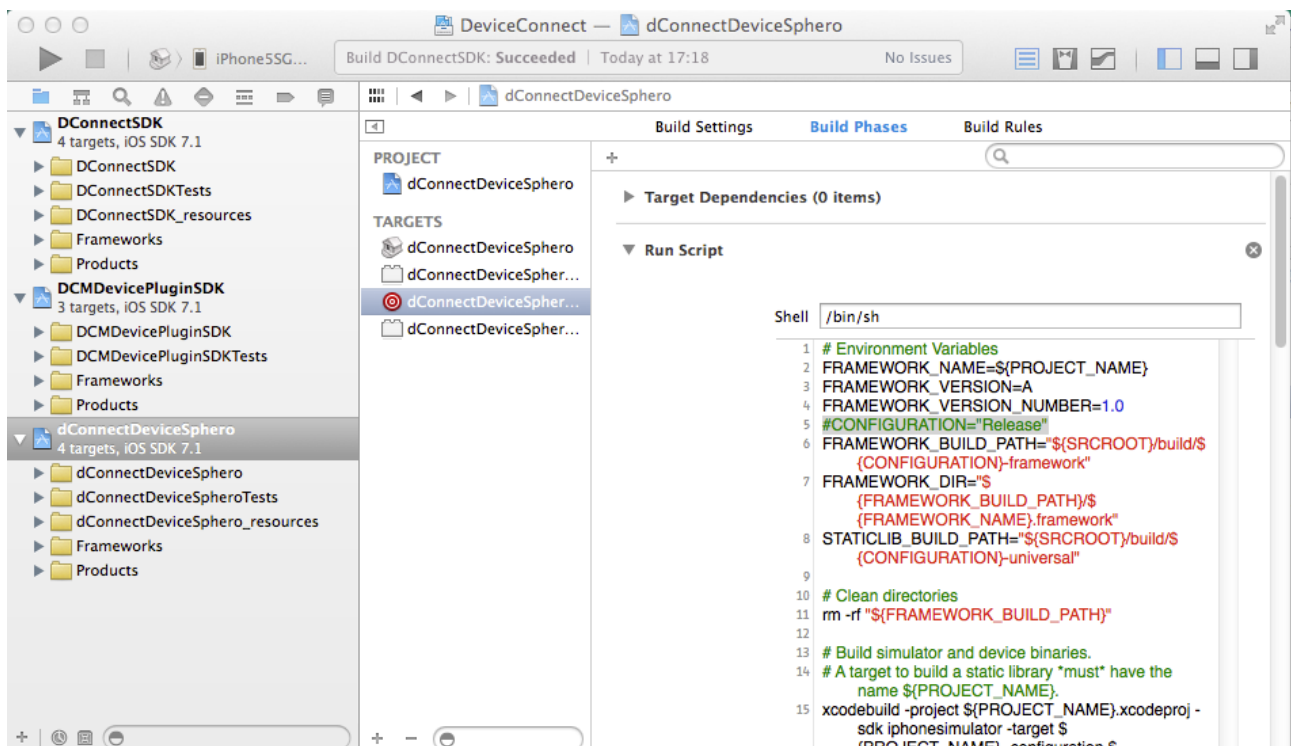 DeviceConnect — dConnectDeviceSphero
iPhone5SG...
Build DConnectSDK: Succeeded | Today at 17:18
No Issues
dConnectDeviceSphero
DConnectSDK
4 targets, iOS SDK 7.1
DConnectSDK
DConnectSDKTests
DConnectSDK_resources
Frameworks
Products
DCMDevicePluginSDK
3 targets, iOS SDK 7.1
DCMDevicePluginSDK
DCMDevicePluginSDKTests
Frameworks
Products
dConnectDeviceSphero
4 targets, iOS SDK 7.1
dConnectDeviceSphero
dConnectDeviceSpheroTests
dConnectDeviceSphero_resources
Frameworks
Products
PROJECT
dConnectDeviceSphero
TARGETS
dConnectDeviceSphero
dConnectDeviceSpher...
dConnectDeviceSpher...
dConnectDeviceSpher...
Build Settings Build Phases Build Rules
Target Dependencies (0 items)
Run Script
Shell /bin/sh
1 # Environment Variables
2 FRAMEWORK_NAME=${PROJECT_NAME}
3 FRAMEWORK_VERSION=A
4 FRAMEWORK_VERSION_NUMBER=1.0
5 #CONFIGURATION="Release"
6 FRAMEWORK_BUILD_PATH="${SRCROOT}/build/$
{CONFIGURATION}-framework"
7 FRAMEWORK_DIR="$
{FRAMEWORK_BUILD_PATH}/$
{FRAMEWORK_NAME}.framework"
8 STATICLIB_BUILD_PATH="${SRCROOT}/build/$
{CONFIGURATION}-universal"
9
10 # Clean directories
11 rm -rf "${FRAMEWORK_BUILD_PATH}"
12
13 # Build simulator and device binaries.
14 # A target to build a static library *must* have the
name ${PROJECT_NAME}.
15 xcodebuild -project ${PROJECT_NAME}.xcodeproj -
sdk iphonesimulator -target $
{PROJECT_NAME} -configuration $